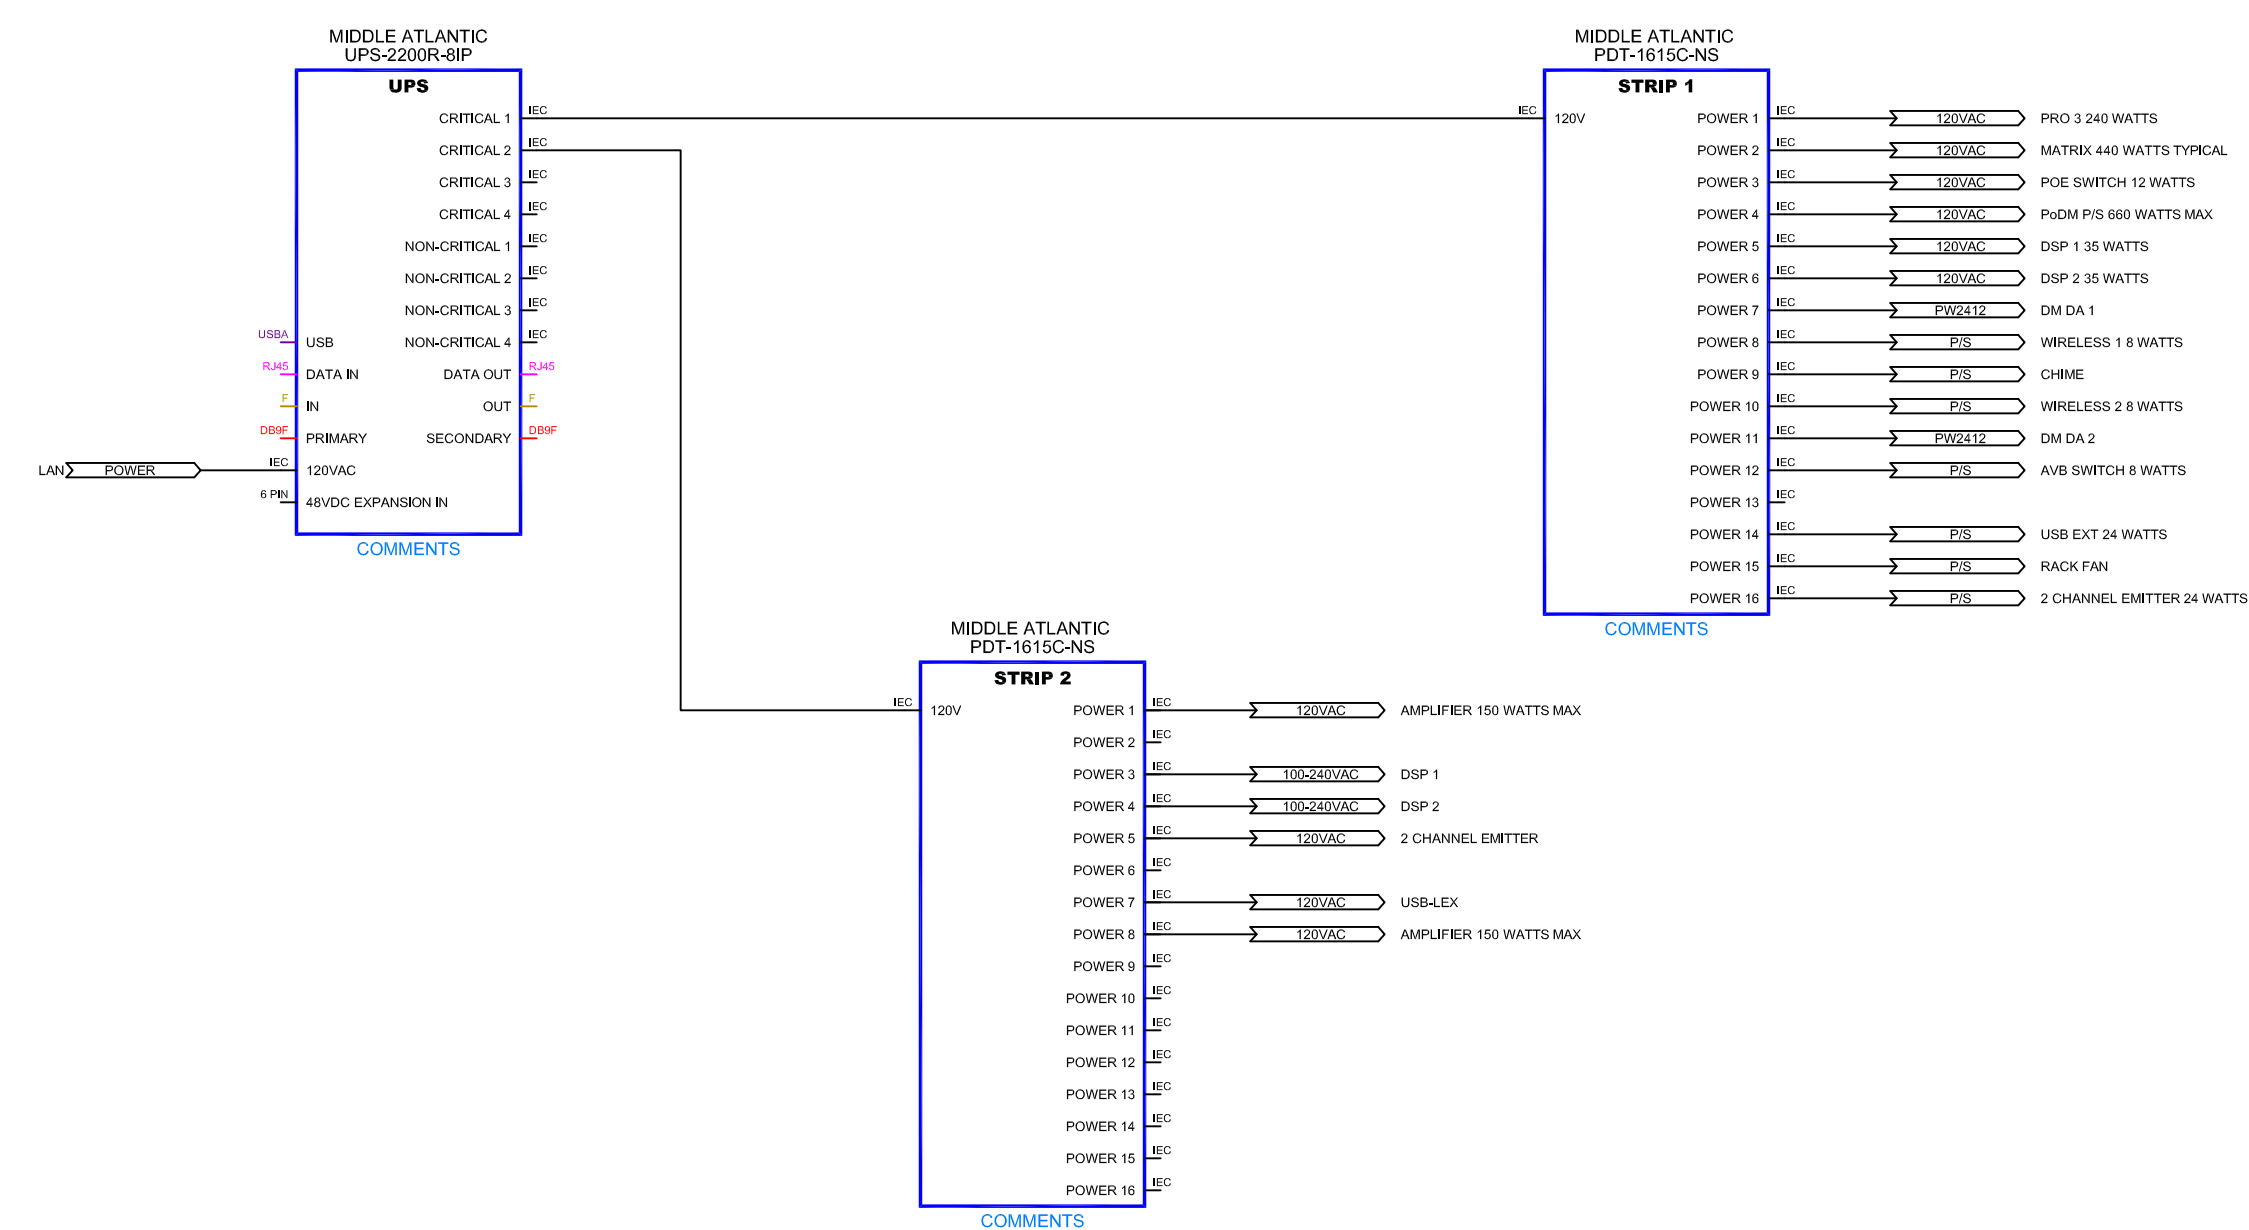 MIDDLE ATLANTIC
UPS-2200R-8IP
UPS
CRITICAL 1 IEC
CRITICAL 2 IEC
CRITICAL 3 IEC
CRITICAL 4 IEC
NON-CRITICAL 1 IEC
NON-CRITICAL 2 IEC
NON-CRITICAL 3 IEC
USBA USB NON-CRITICAL 4 IEC
RJ45 DATA IN DATA OUT RJ45
F IN OUT F
DB9F PRIMARY SECONDARY DB9F
LAN POWER IEC 120VAC
6 PIN 48VDC EXPANSION IN
COMMENTS
MIDDLE ATLANTIC
PDT-1615C-NS
STRIP 1
IEC 120V POWER 1 IEC 120VAC PRO 3 240 WATTS
POWER 2 IEC 120VAC MATRIX 440 WATTS TYPICAL
POWER 3 IEC 120VAC POE SWITCH 12 WATTS
POWER 4 IEC 120VAC PoDM P/S 660 WATTS MAX
POWER 5 IEC 120VAC DSP 1 35 WATTS
POWER 6 IEC 120VAC DSP 2 35 WATTS
POWER 7 IEC PW2412 DM DA 1
POWER 8 IEC P/S WIRELESS 1 8 WATTS
POWER 9 IEC P/S CHIME
POWER 10 IEC P/S WIRELESS 2 8 WATTS
POWER 11 IEC PW2412 DM DA 2
POWER 12 IEC P/S AVB SWITCH 8 WATTS
POWER 13 IEC
POWER 14 IEC P/S USB EXT 24 WATTS
POWER 15 IEC P/S RACK FAN
POWER 16 IEC P/S 2 CHANNEL EMITTER 24 WATTS
COMMENTS
MIDDLE ATLANTIC
PDT-1615C-NS
STRIP 2
IEC 120V POWER 1 IEC 120VAC AMPLIFIER 150 WATTS MAX
POWER 2 IEC
POWER 3 IEC 100-240VAC DSP 1
POWER 4 IEC 100-240VAC DSP 2
POWER 5 IEC 120VAC 2 CHANNEL EMITTER
POWER 6 IEC
POWER 7 IEC 120VAC USB-LEX
POWER 8 IEC 120VAC AMPLIFIER 150 WATTS MAX
POWER 9 IEC
POWER 10 IEC
POWER 11 IEC
POWER 12 IEC
POWER 13 IEC
POWER 14 IEC
POWER 15 IEC
POWER 16 IEC
COMMENTS